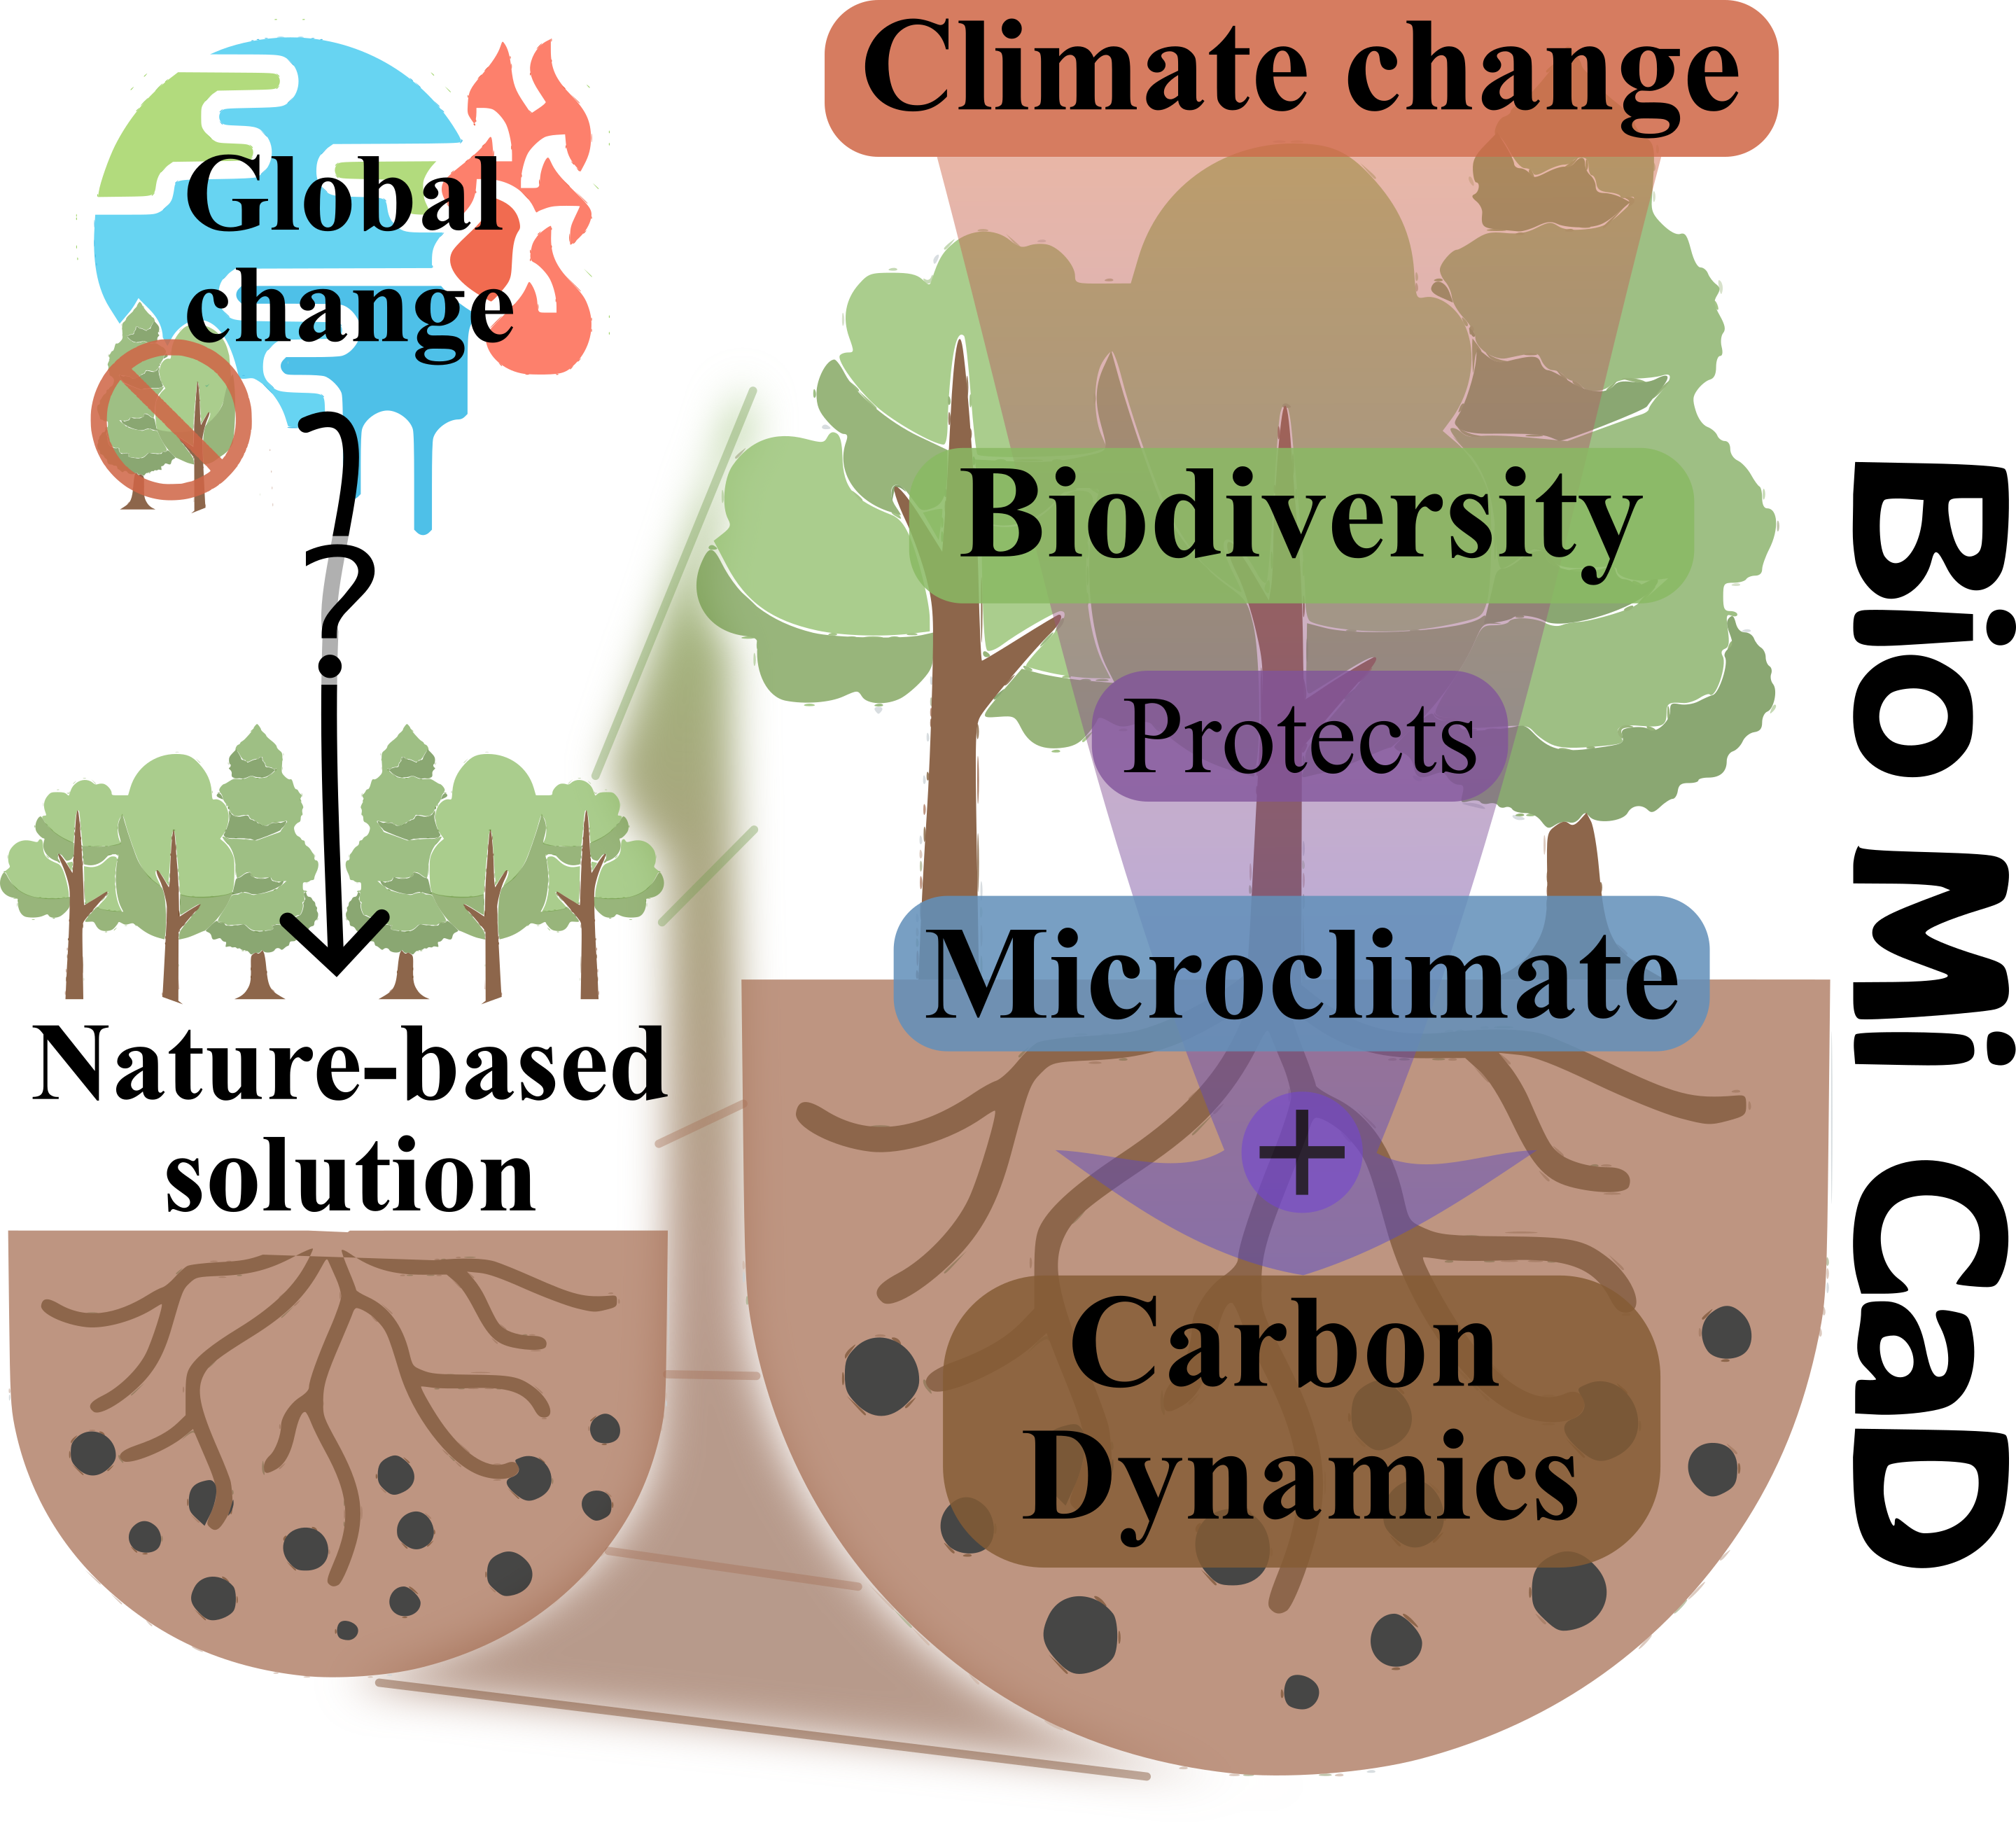 Global
change
?
Nature-based
solution
Climate change
Biodiversity
Protects
Microclimate
+
Carbon
Dynamics
Bio Mi CaD